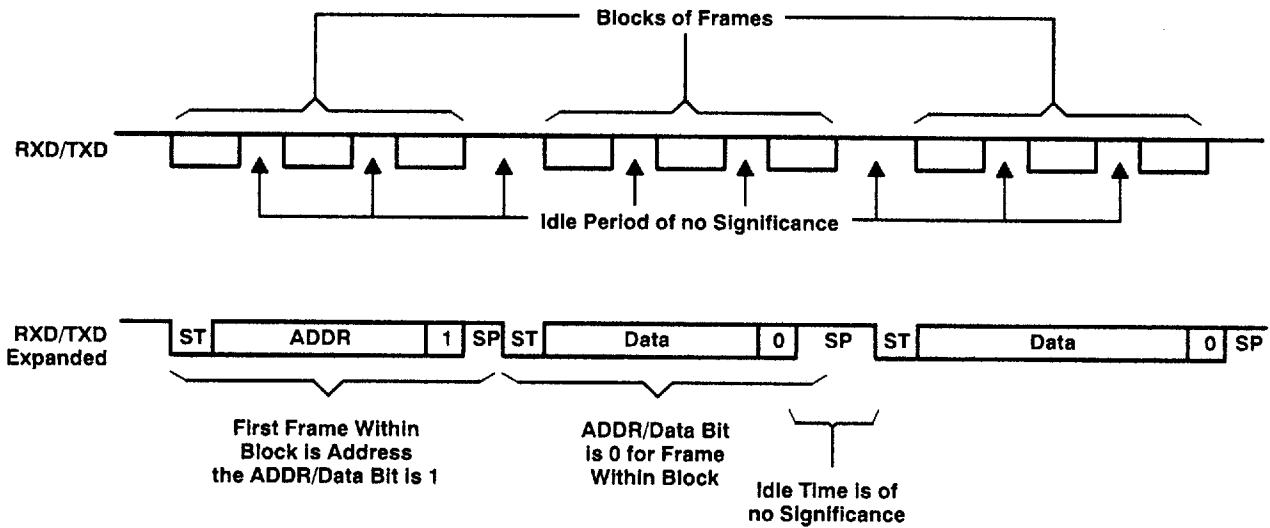 Blocks of Frames
RXD/TXD
Idle Period of no Significance
RXD/TXD
Expanded
ST
ADDR
1
SP
ST
Data
0
SP
ST
Data
0
SP
First Frame Within
Block is Address
the ADDR/Data Bit is 1
ADDR/Data Bit
is 0 for Frame
Within Block
Idle Time is of
no Significance